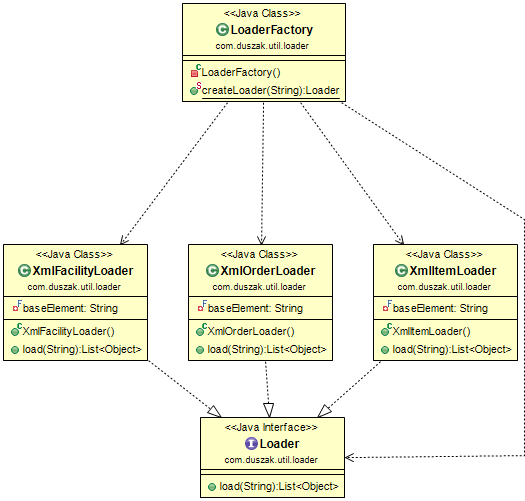 <<Java Class>>
LoaderFactory
com.duszak.util.loader
LoaderFactory()
createLoader(String):Loader
<<Java Class>>
XmlFacilityLoader
com.duszak.util.loader
baseElement: String
XmlFacilityLoader()
load(String):List<Object>
<<Java Class>>
XmlOrderLoader
com.duszak.util.loader
baseElement: String
XmlOrderLoader()
load(String):List<Object>
<<Java Class>>
XmlItemLoader
com.duszak.util.loader
baseElement: String
XmlItemLoader()
load(String):List<Object>
<<Java Interface>>
Loader
com.duszak.util.loader
load(String):List<Object>